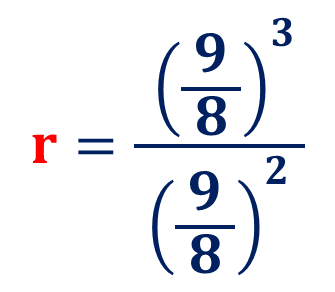 r = (9/8)^3 / (9/8)^2